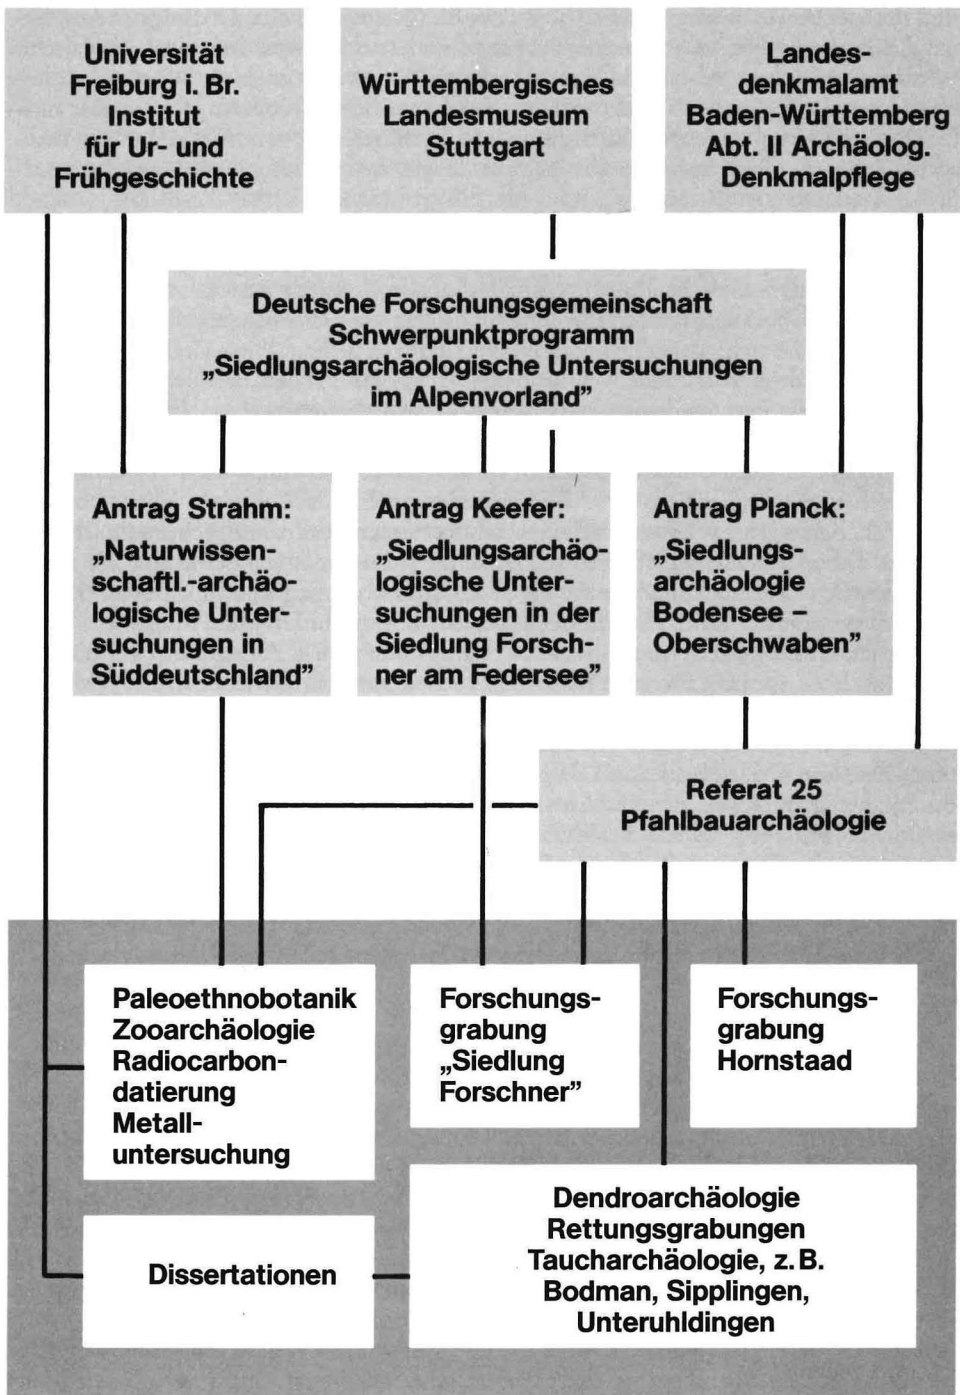 Universität
Freiburg i. Br.
Institut
für Ur- und
Frühgeschichte
Württembergisches
Landesmuseum
Stuttgart
Landes-
denkmalamt
Baden-Württemberg
Abt. II Archäolog.
Denkmalpflege
Deutsche Forschungsgemeinschaft
Schwerpunktprogramm
„Siedlungsarchäologische Untersuchungen
im Alpenvorland”
Antrag Strahm:
„Naturwissen-
schaftl.-archäo-
logische Unter-
suchungen in
Süddeutschland”
Antrag Keefer:
„Siedlungsarchäo-
logische Unter-
suchungen in der
Siedlung Forsch-
ner am Federsee”
Antrag Planck:
„Siedlungs-
archäologie
Bodensee –
Oberschwaben”
Referat 25
Pfahlbauarchäologie
Paleoethnobotanik
Zooarchäologie
Radiocarbon-
datierung
Metall-
untersuchung
Forschungs-
grabung
„Siedlung
Forschner”
Forschungs-
grabung
Hornstaad
Dissertationen
Dendroarchäologie
Rettungsgrabungen
Taucharchäologie, z. B.
Bodman, Sipplingen,
Unteruhldingen